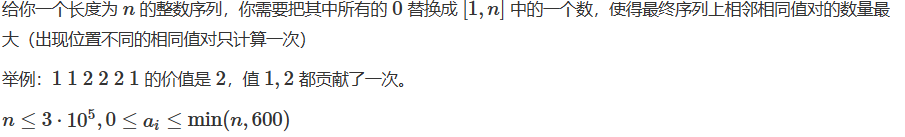 给你一个长度为 n 的整数序列，你需要把其中所有的 0 替换成 [1, n] 中的一个数，使得最终序列上相邻相同值对的数量最
大（出现位置不同的相同值对只计算一次）
举例：1 1 2 2 2 1 的价值是 2，值 1, 2 都贡献了一次。
n ≤ 3 · 10⁵, 0 ≤ aᵢ ≤ min(n, 600)